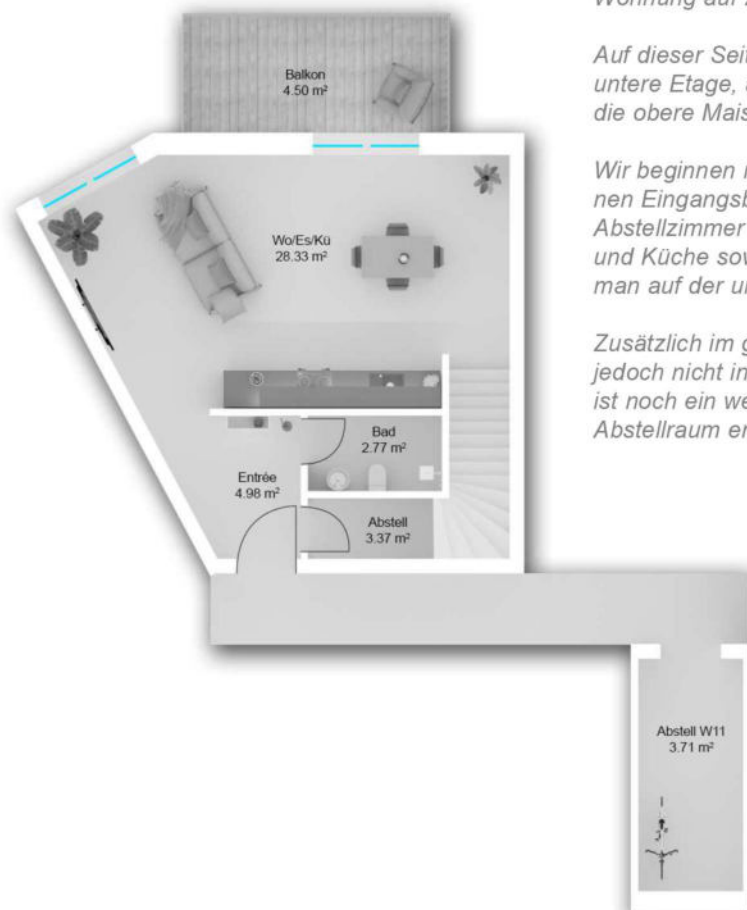 Wohnung auf
Auf dieser Seit
untere Etage,
die obere Mais
Wir beginnen
nen Eingangsb
Abstellzimmer
und Küche sow
man auf der u
Zusätzlich im g
jedoch nicht in
ist noch ein we
Abstellraum er
Balkon
4.50 m²
Wo/Es/Kü
28.33 m²
Bad
2.77 m²
Entrée
4.98 m²
Abstell
3.37 m²
Abstell W11
3.71 m²